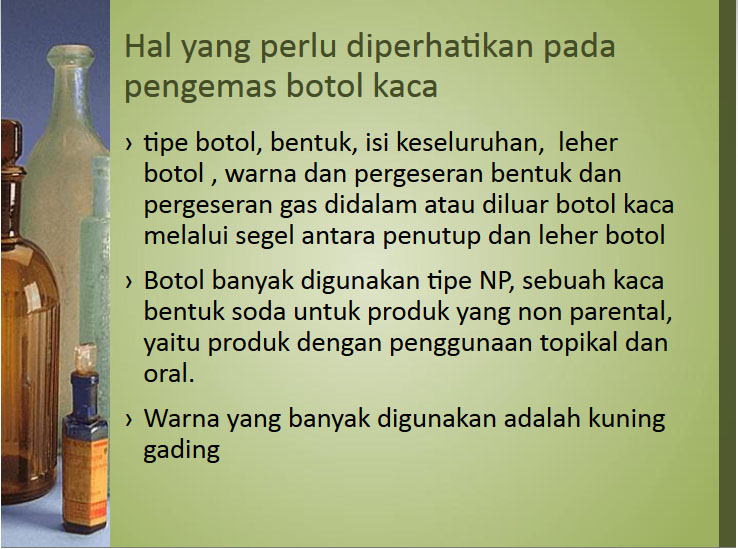 Hal yang perlu diperhatikan pada
pengemas botol kaca
› tipe botol, bentuk, isi keseluruhan,  leher
botol , warna dan pergeseran bentuk dan
pergeseran gas didalam atau diluar botol kaca
melalui segel antara penutup dan leher botol
› Botol banyak digunakan tipe NP, sebuah kaca
bentuk soda untuk produk yang non parental,
yaitu produk dengan penggunaan topikal dan
oral.
› Warna yang banyak digunakan adalah kuning
gading